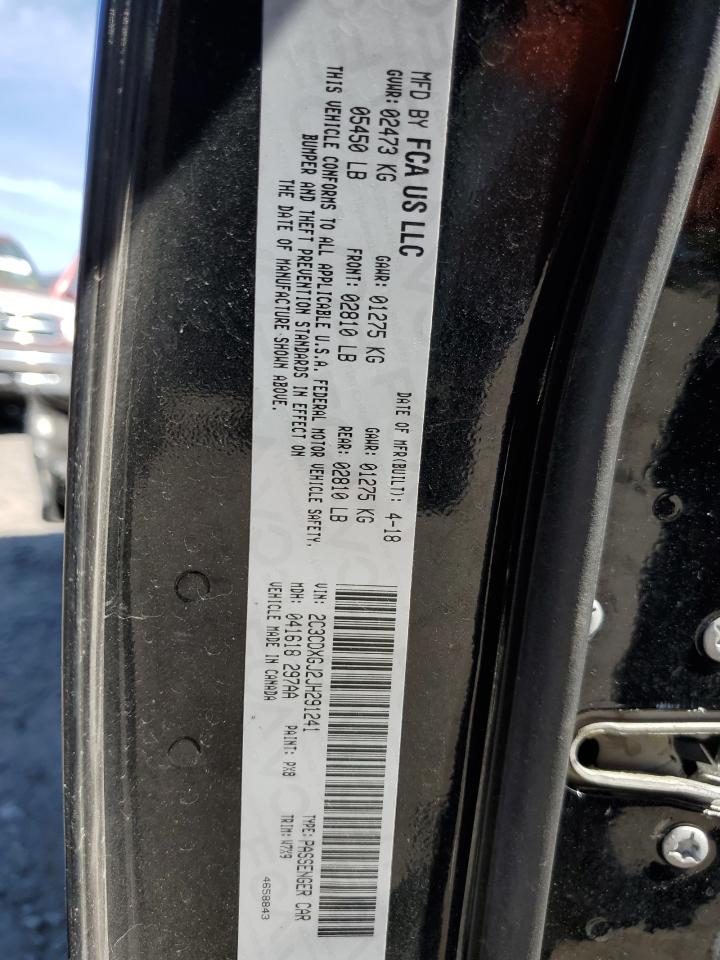 MFD BY FCA US LLC
DATE OF MFR(BUILT): 4-18
GVWR: 02473 KG GAWR: 01275 KG GAWR: 01275 KG
05450 LB FRONT: 02810 LB REAR: 02810 LB
THIS VEHICLE CONFORMS TO ALL APPLICABLE U.S.A. FEDERAL MOTOR VEHICLE SAFETY,
BUMPER AND THEFT PREVENTION STANDARDS IN EFFECT ON
THE DATE OF MANUFACTURE SHOWN ABOVE.
VIN: 2C3CDXGJ2JH291241 TYPE: PASSENGER CAR
MDH: 041618 297AA PAINT: PX8 TRIM: W7X9
VEHICLE MADE IN CANADA
4658843